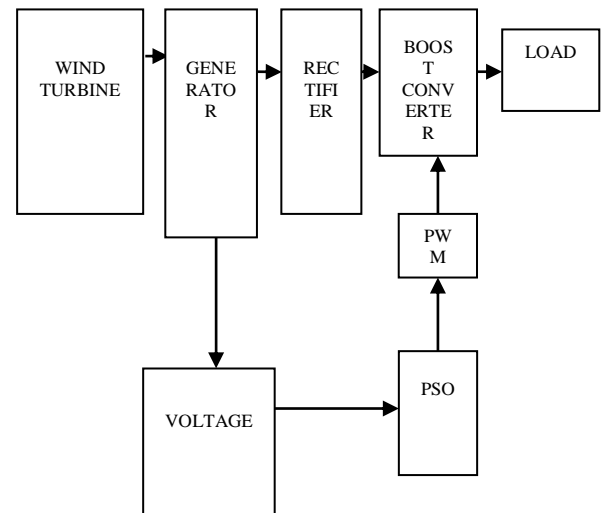 WIND
TURBINE
GENE
RATO
R
REC
TIFI
ER
BOOS
T
CONV
ERTE
R
LOAD
PW
M
VOLTAGE
PSO